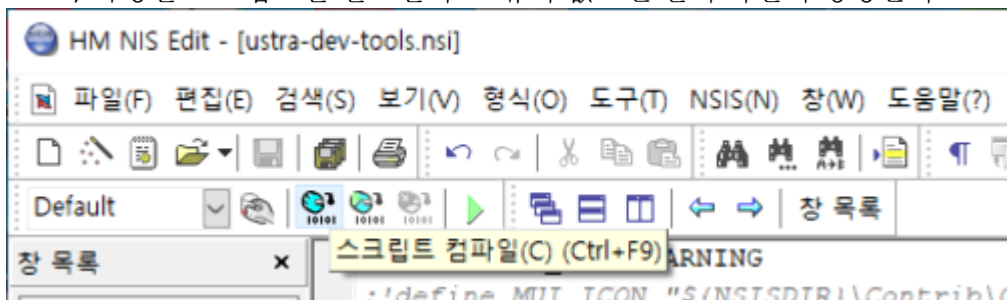 HM NIS Edit - [ustra-dev-tools.nsi]
파일(F) 편집(E) 검색(S) 보기(V) 형식(O) 도구(T) NSIS(N) 창(W) 도움말(?)
Default 창 목록
스크립트 컴파일(C) (Ctrl+F9) ARNING
창 목록
;!define MUI_ICON "${NSISDIR}\Contrib\